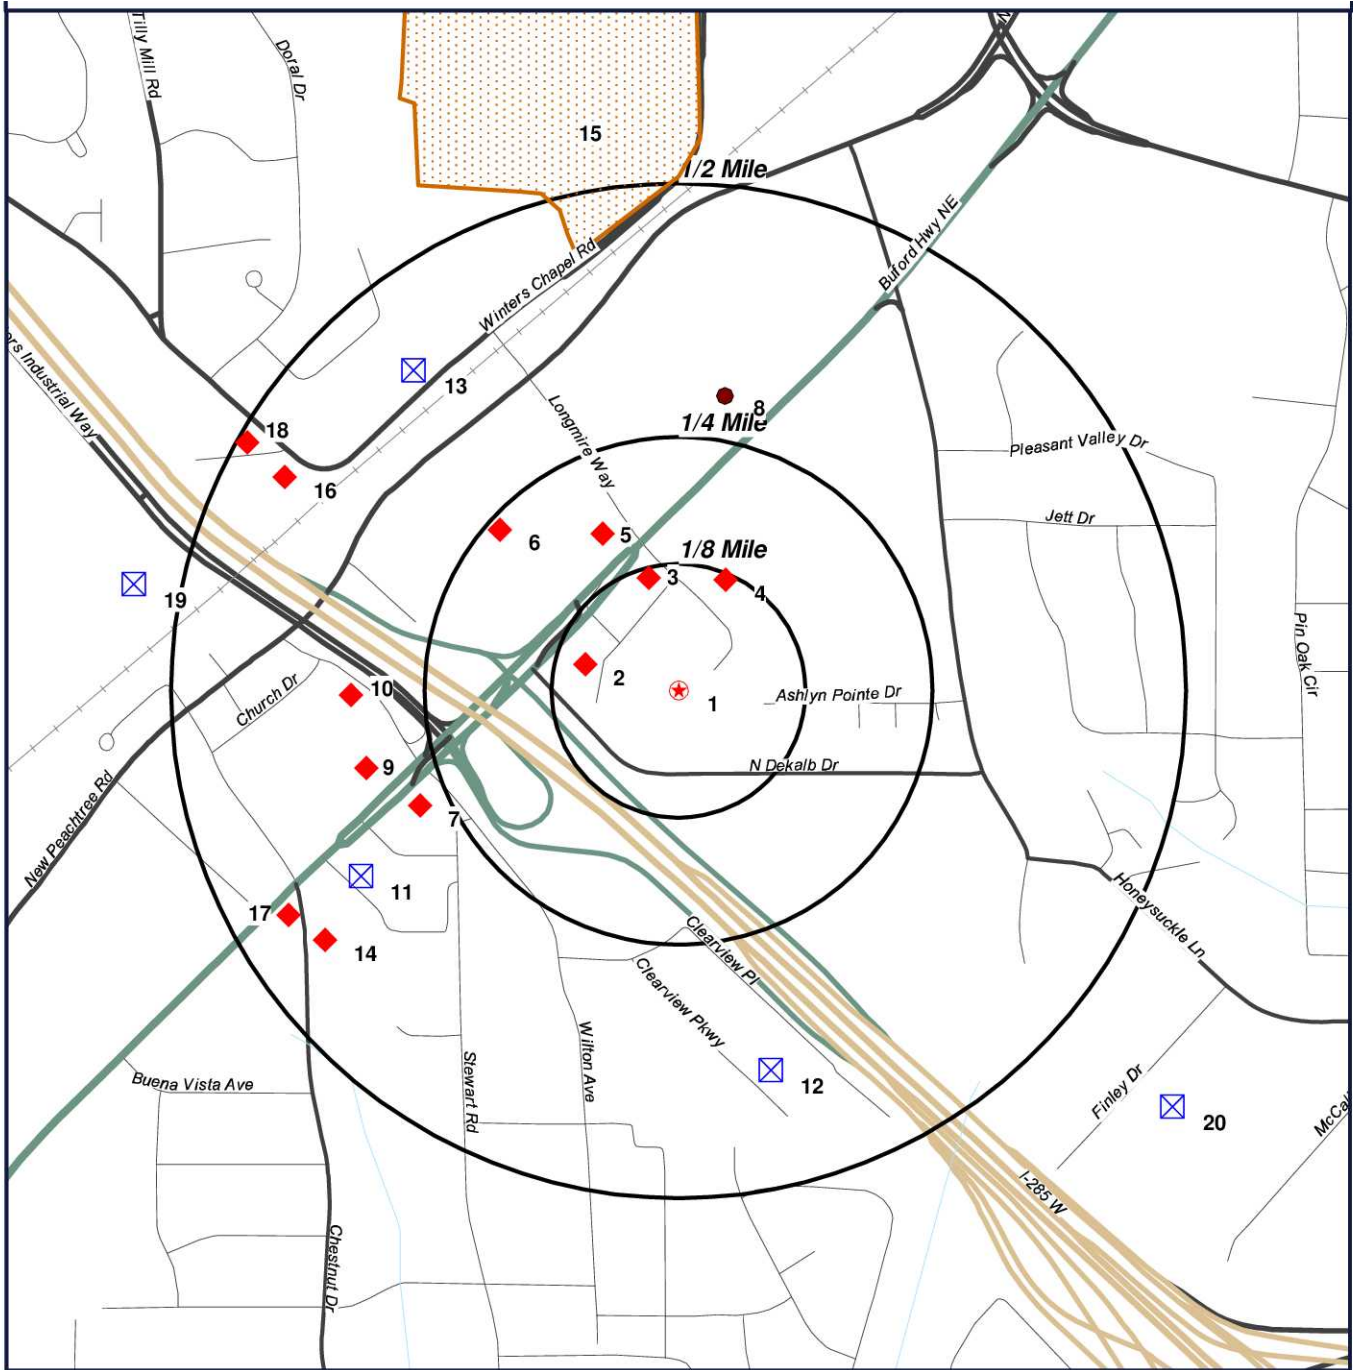 Tilly Mill Rd
Doral Dr
15
1/2 Mile
Buford Hwy NE
Winters Chapel Rd
ers Industrial Way
13
8
1/4 Mile
Longmire Way
18
16
Pleasant Valley Dr
Jett Dr
6
5
1/8 Mile
3
4
19
Pin Oak Cir
2
1
Ashlyn Pointe Dr
10
Church Dr
9
N Dekalb Dr
7
New Peachtree Rd
11
17
14
Honeysuckle Ln
Clearview Pl
Clearview Pkwy
Wilton Ave
Stewart Rd
12
Buena Vista Ave
Finley Dr
20
McCal
I-285 W
Chestnut Dr